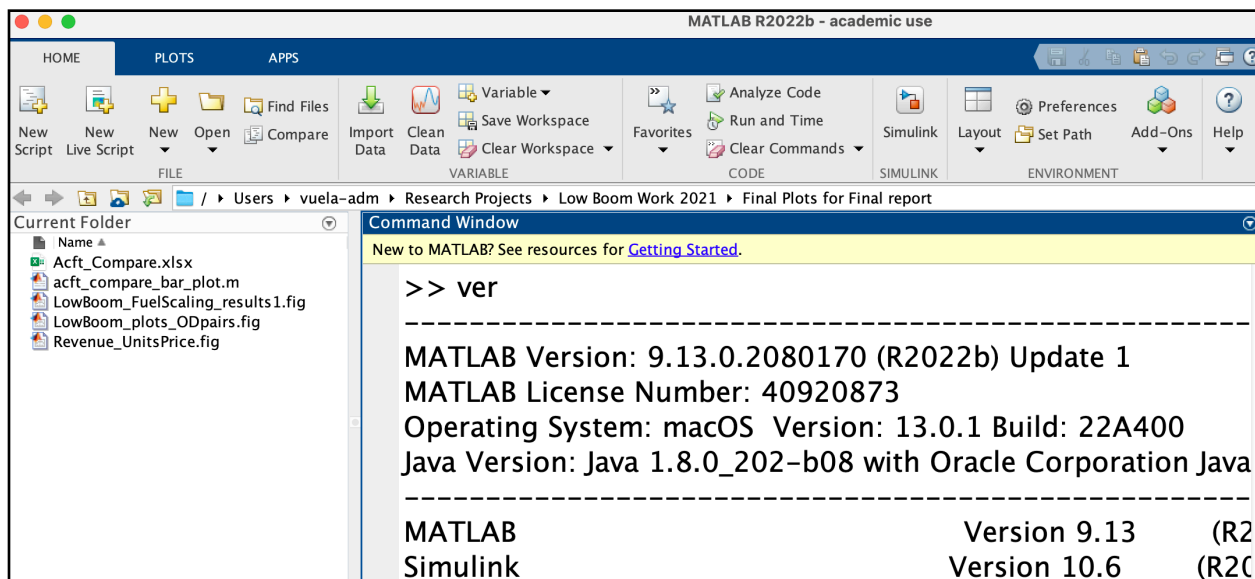 MATLAB R2022b - academic use
HOME PLOTS APPS
Find Files
Compare
New Script
New Live Script
New
Open
FILE
Import Data
Clean Data
Variable
Save Workspace
Clear Workspace
VARIABLE
Favorites
Analyze Code
Run and Time
Clear Commands
CODE
Simulink
SIMULINK
Layout
Preferences
Set Path
Add-Ons
ENVIRONMENT
? Help
/ Users vuela-adm Research Projects Low Boom Work 2021 Final Plots for Final report
Current Folder
Name
Acft_Compare.xlsx
acft_compare_bar_plot.m
LowBoom_FuelScaling_results1.fig
LowBoom_plots_ODpairs.fig
Revenue_UnitsPrice.fig
Command Window
New to MATLAB? See resources for Getting Started.
>> ver
-----------------------------------------------------
MATLAB Version: 9.13.0.2080170 (R2022b) Update 1
MATLAB License Number: 40920873
Operating System: macOS  Version: 13.0.1 Build: 22A400
Java Version: Java 1.8.0_202-b08 with Oracle Corporation Java
-----------------------------------------------------
MATLAB Version 9.13 (R2
Simulink Version 10.6 (R20